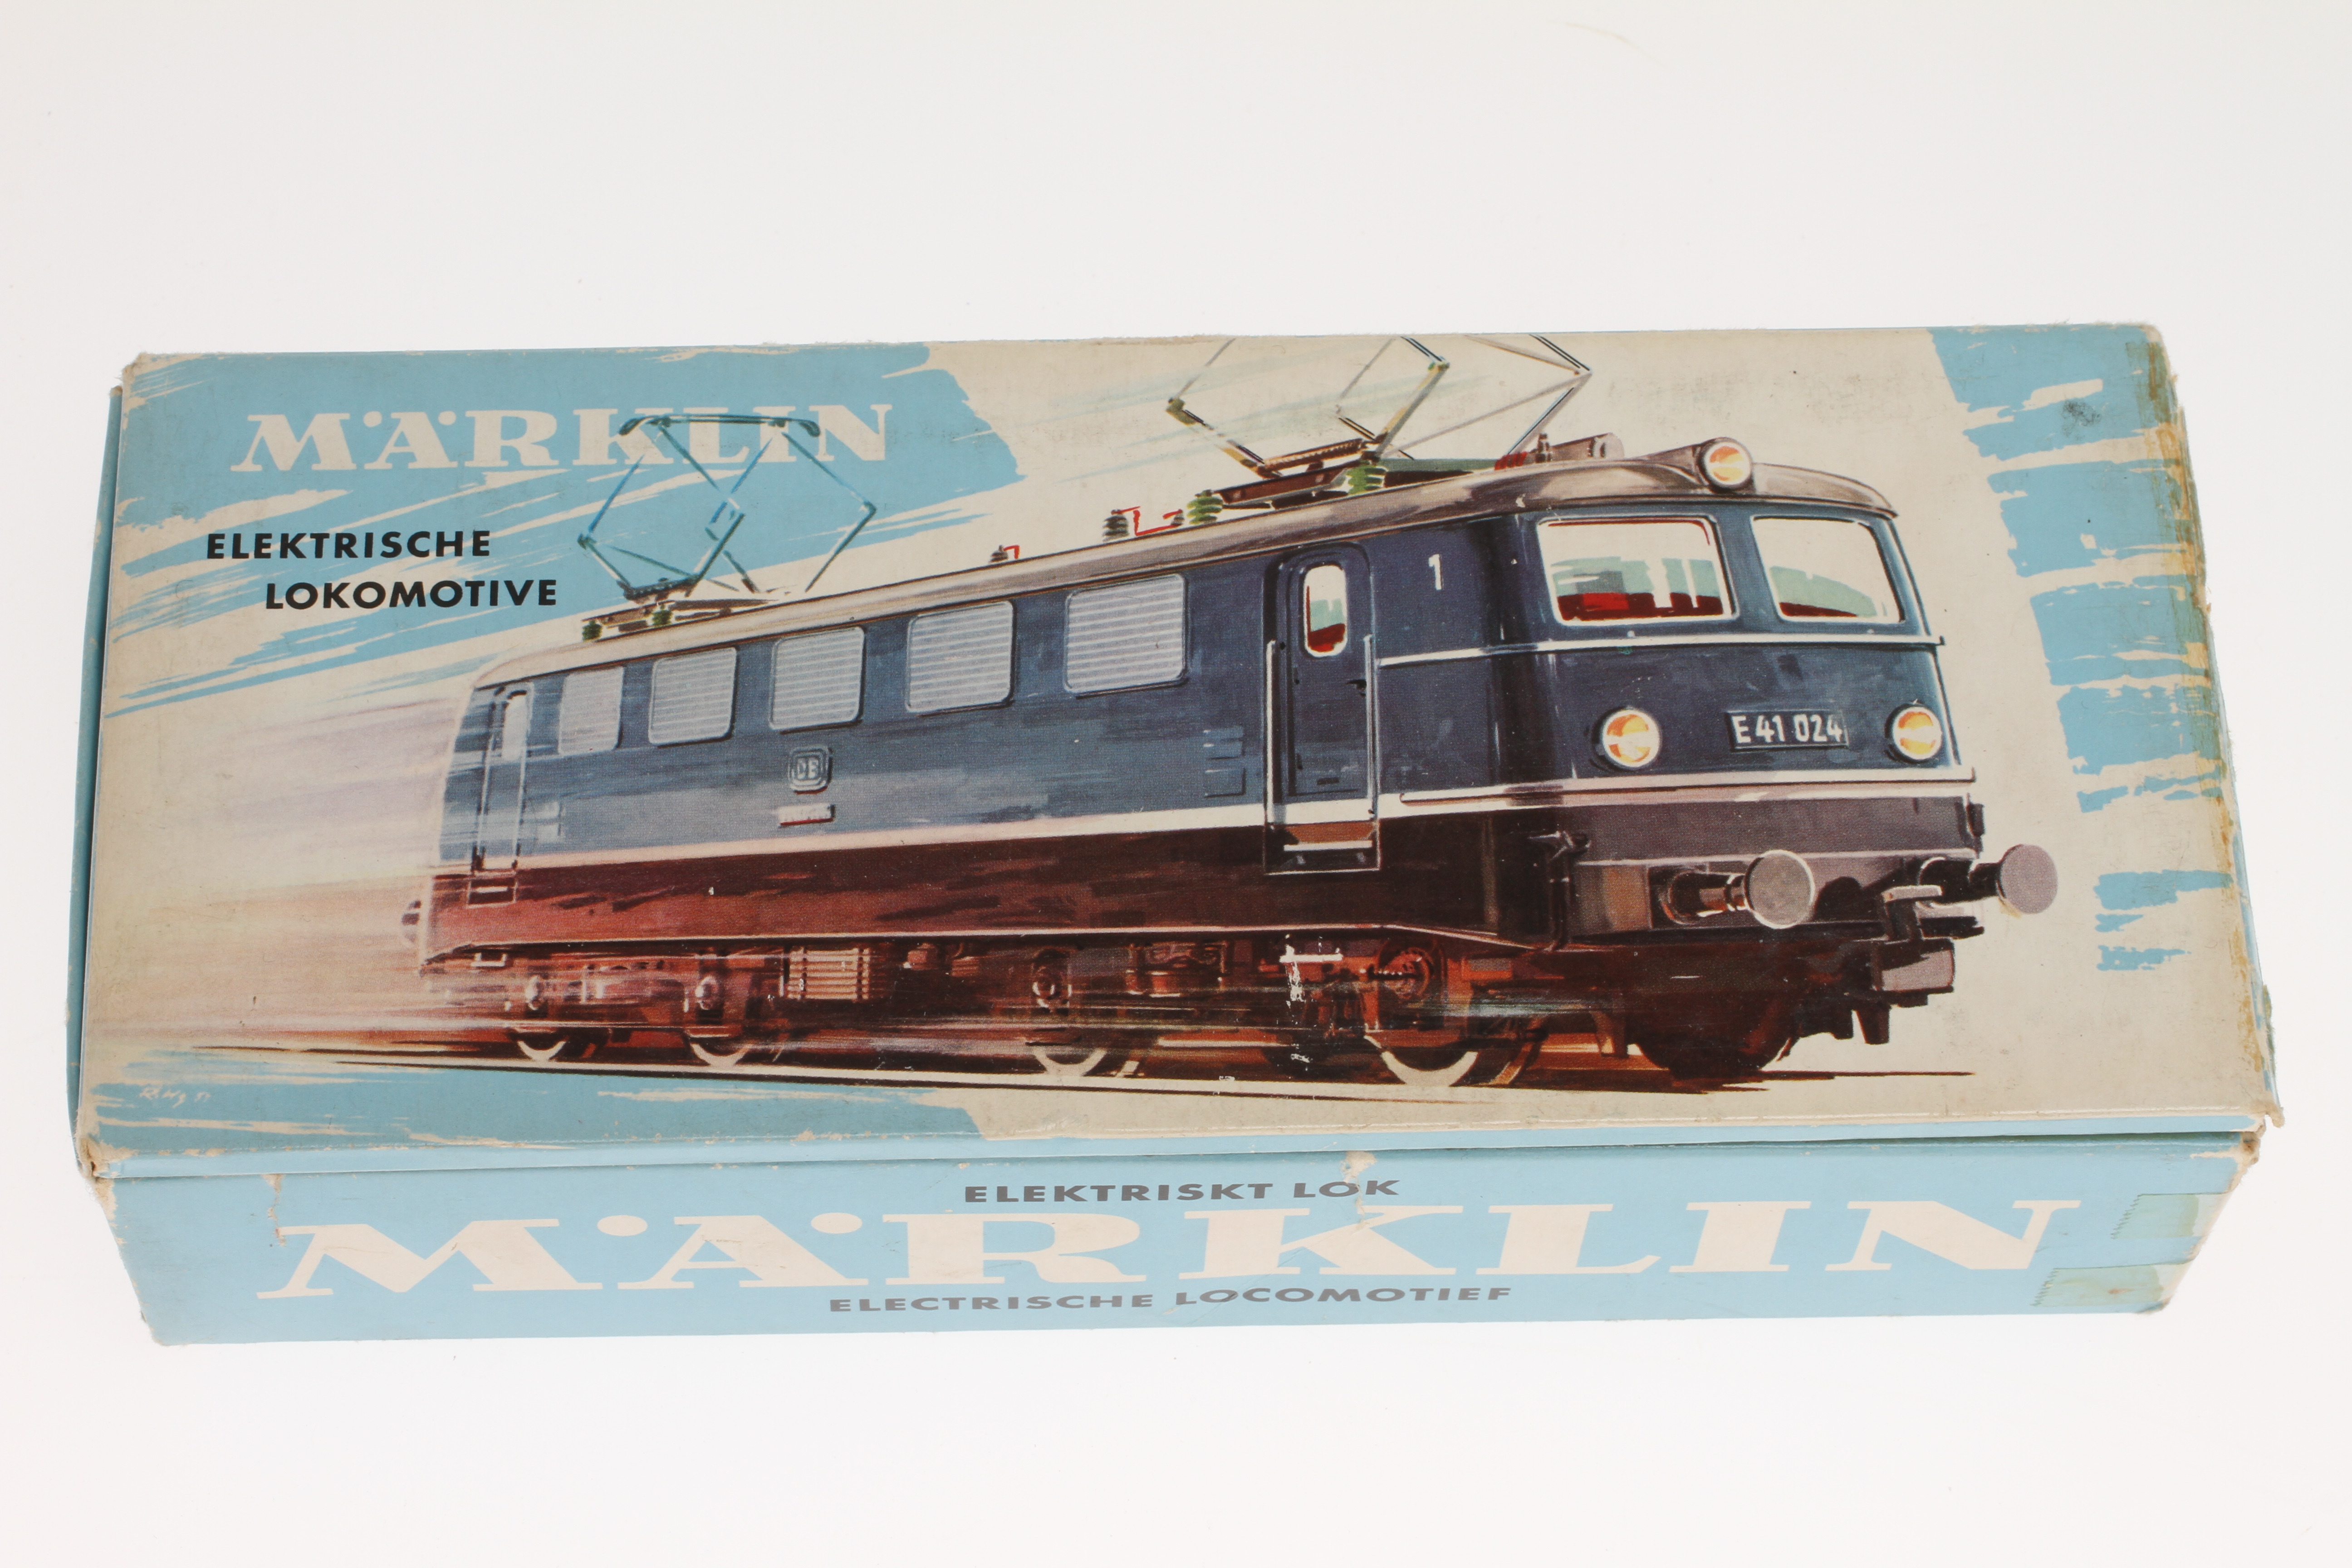 MÄRKLIN
ELEKTRISCHE
LOKOMOTIVE
1
E 41 024
DB
ELEKTRISKT LOK
MÄRKLIN
ELECTRISCHE LOCOMOTIEF